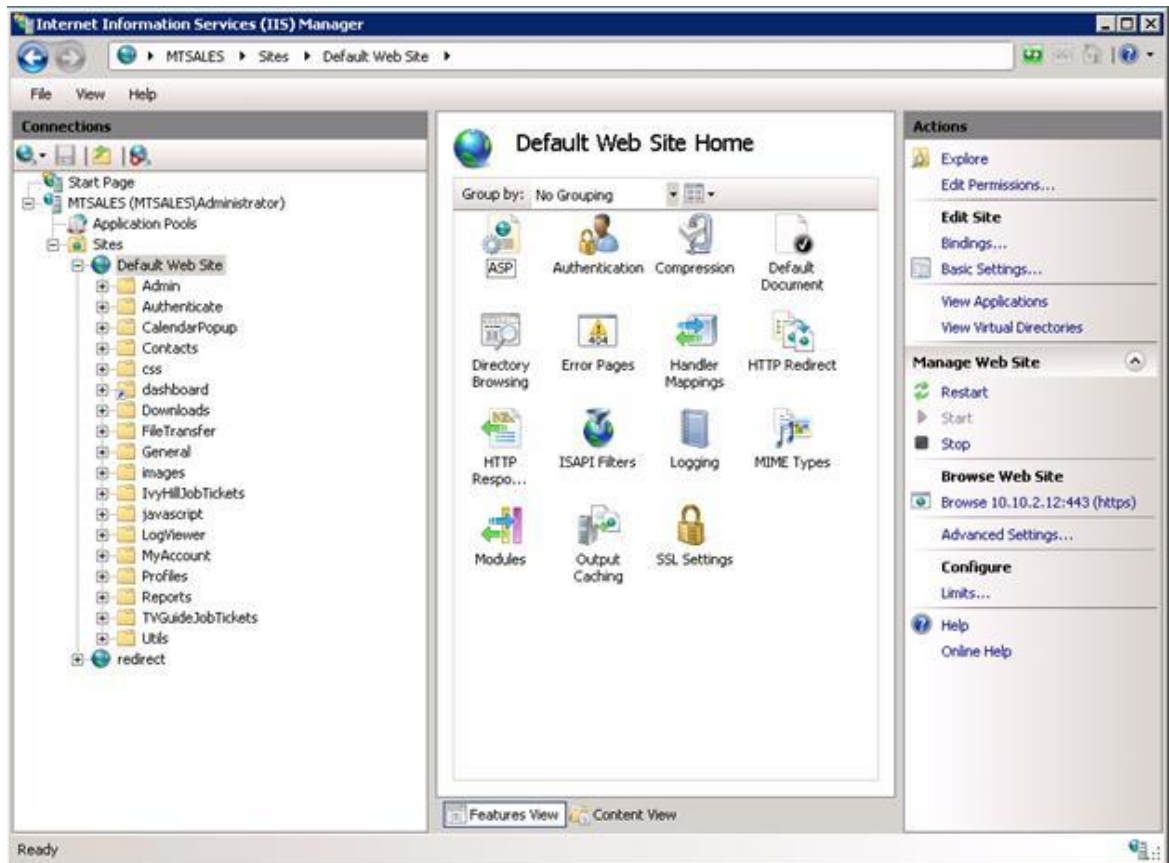 Internet Information Services (IIS) Manager
MTSALES Sites Default Web Site
File View Help
Connections
Start Page
MTSALES (MTSALES\Administrator)
Application Pools
Sites
Default Web Site
Admin
Authenticate
CalendarPopup
Contacts
css
dashboard
Downloads
FileTransfer
General
images
IvyHillJobTickets
javascript
LogViewer
MyAccount
Profiles
Reports
TVGuideJobTickets
Utils
redirect
Default Web Site Home
Group by: No Grouping
ASP
Authentication
Compression
Default
Document
Directory
Browsing
Error Pages
404
Handler
Mappings
HTTP Redirect
HTTP
Respo...
ISAPI Filters
Logging
MIME Types
Modules
Output
Caching
SSL Settings
Features View Content View
Actions
Explore
Edit Permissions...
Edit Site
Bindings...
Basic Settings...
View Applications
View Virtual Directories
Manage Web Site
Restart
Start
Stop
Browse Web Site
Browse 10.10.2.12:443 (https)
Advanced Settings...
Configure
Limits...
Help
Online Help
Ready